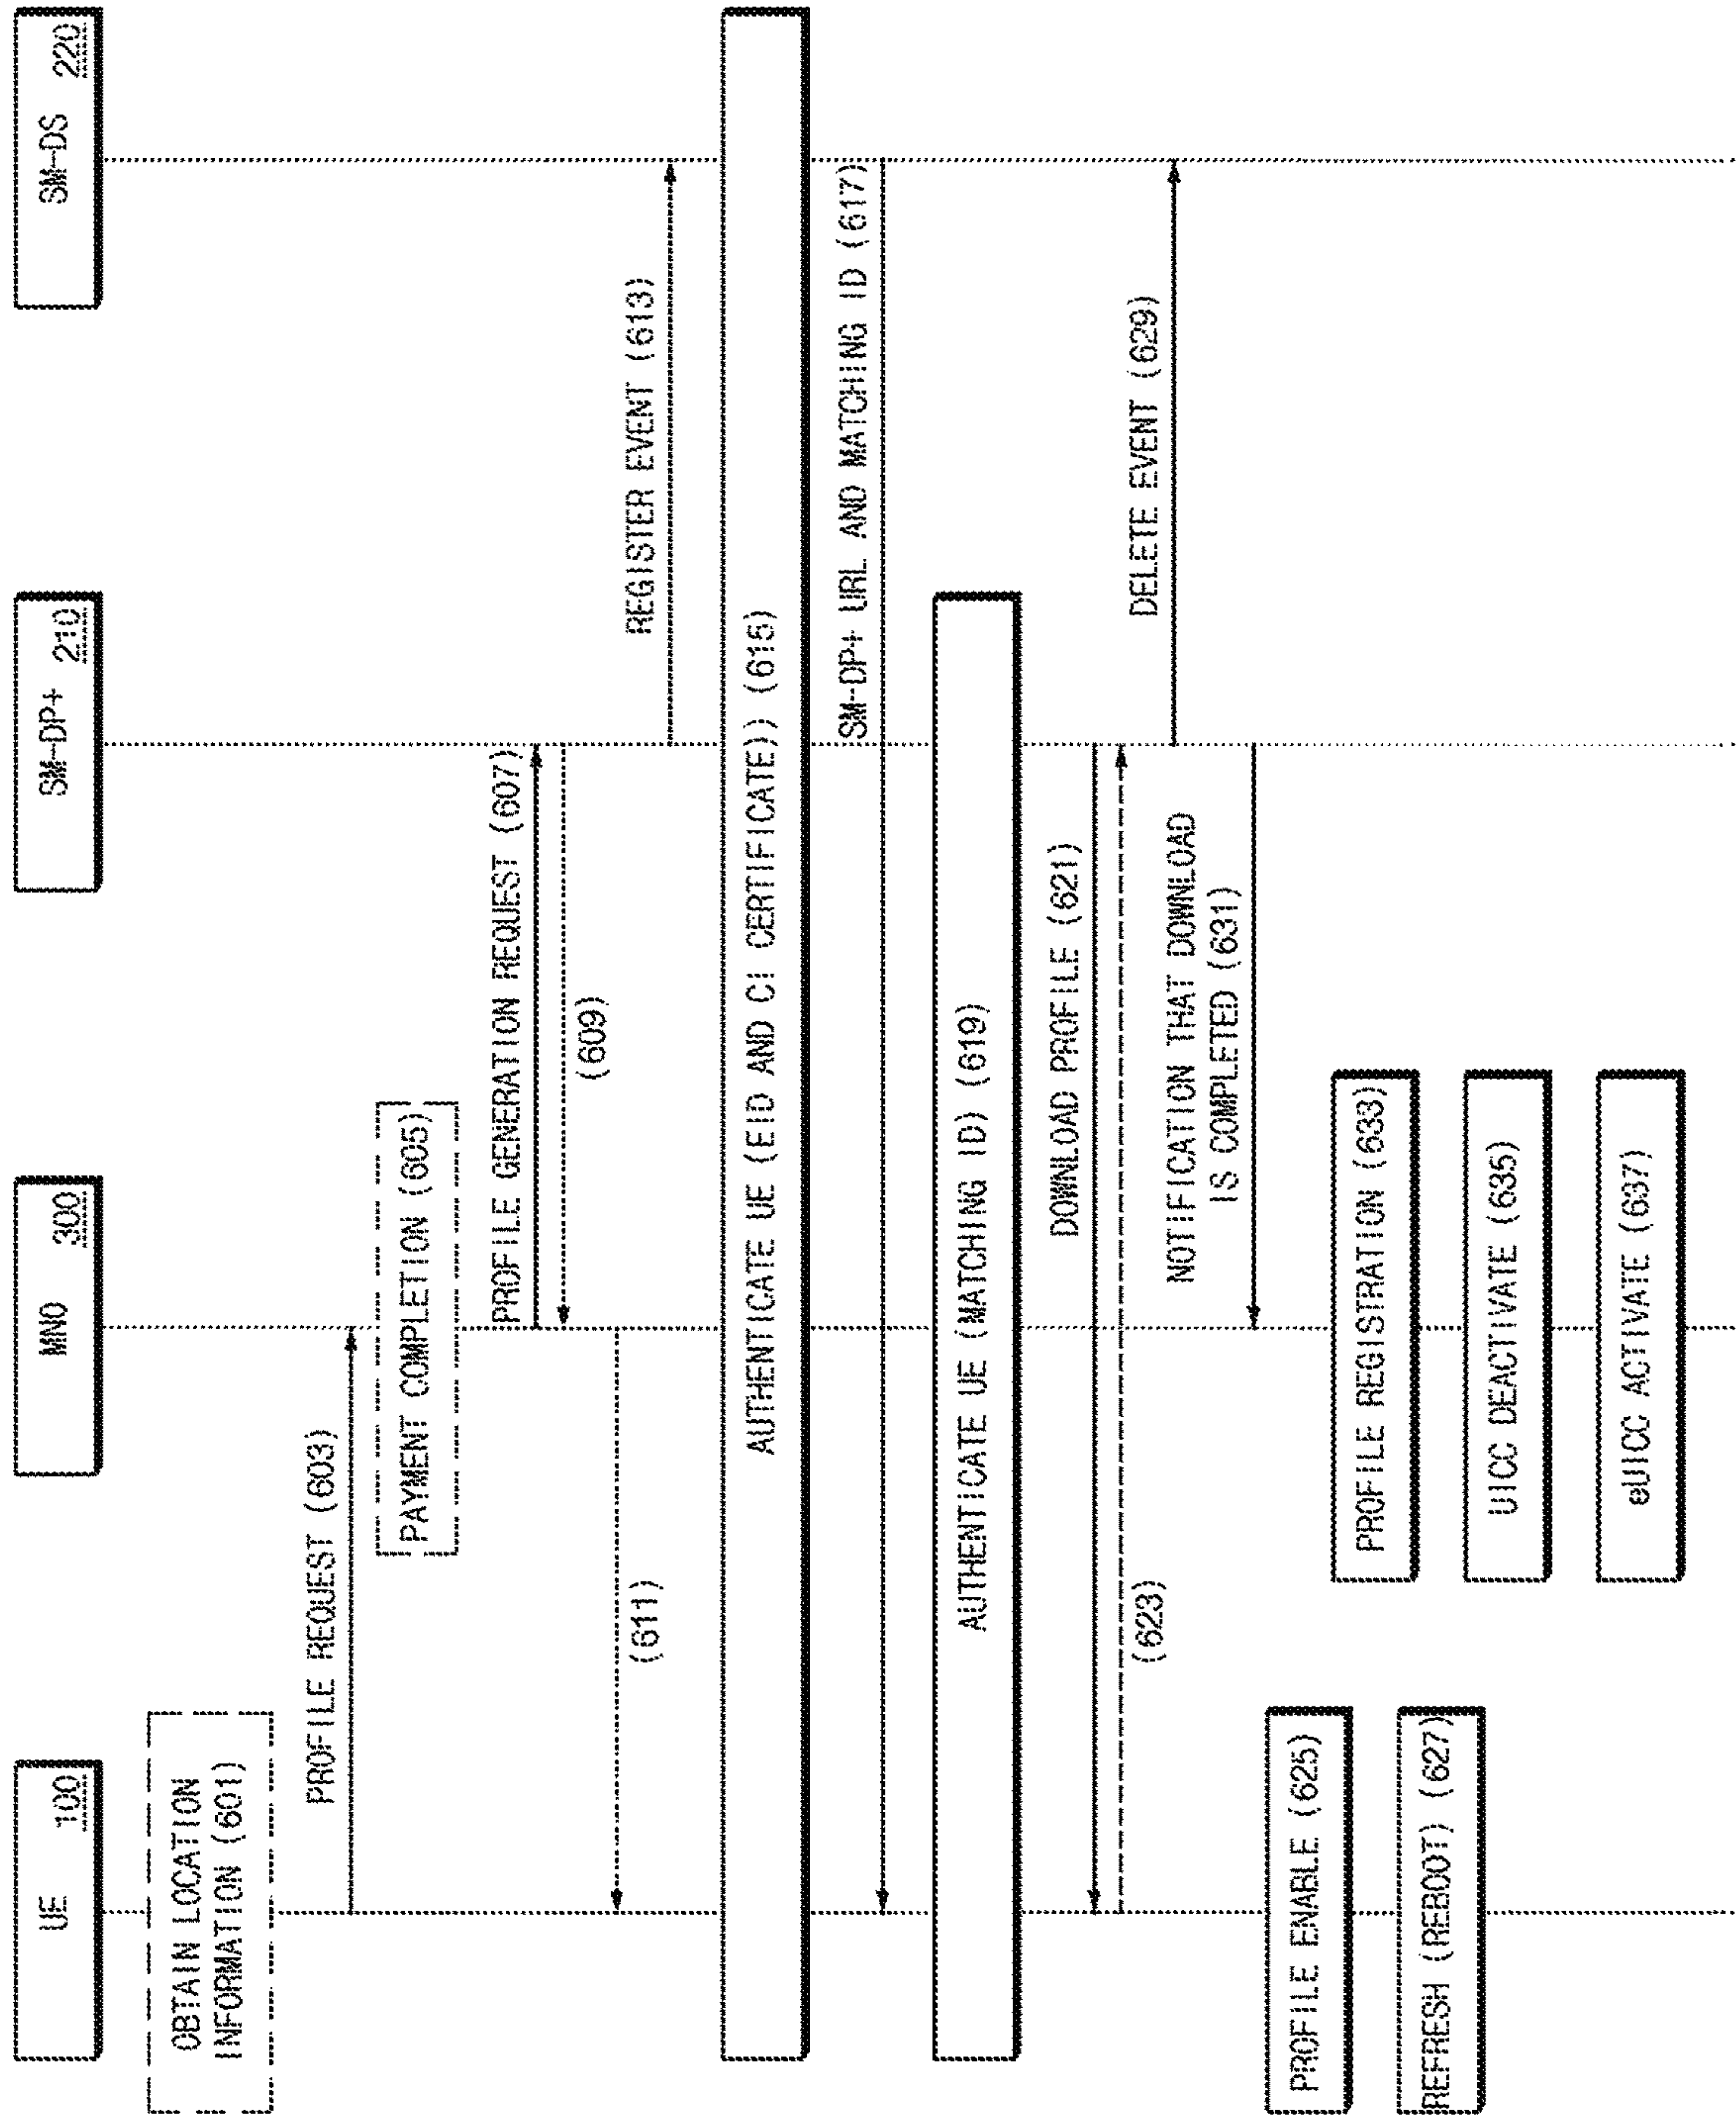 UE 100
MNO 300
SM-DP+ 210
SM-DS 220
OBTAIN LOCATION
INFORMATION (601)
PROFILE REQUEST (603)
PAYMENT COMPLETION (605)
PROFILE GENERATION REQUEST (607)
(609)
(611)
REGISTER EVENT (613)
AUTHENTICATE UE (EID AND CI CERTIFICATE)) (615)
SM-DP+ URL AND MATCHING ID (617)
AUTHENTICATE UE (MATCHING ID) (619)
DOWNLOAD PROFILE (621)
(623)
DELETE EVENT (629)
NOTIFICATION THAT DOWNLOAD
IS COMPLETED (631)
PROFILE ENABLE (625)
PROFILE REGISTRATION (633)
REFRESH (REBOOT) (627)
UICC DEACTIVATE (635)
eUICC ACTIVATE (637)